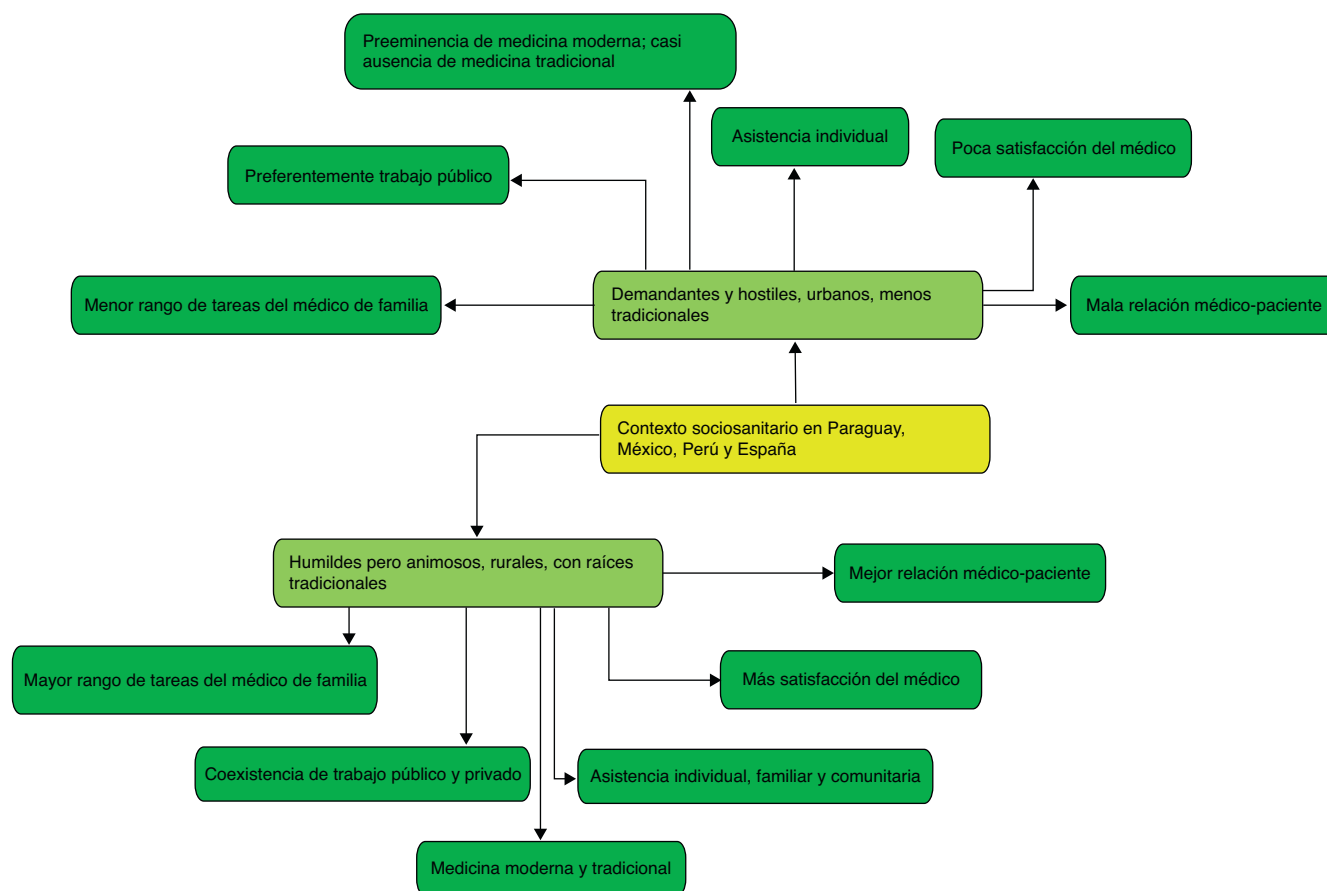 Preeminencia de medicina moderna; casi
ausencia de medicina tradicional
Asistencia individual
Poca satisfacción del médico
Preferentemente trabajo público
Menor rango de tareas del médico de familia
Demandantes y hostiles, urbanos, menos
tradicionales
Mala relación médico-paciente
Contexto sociosanitario en Paraguay,
México, Perú y España
Humildes pero animosos, rurales, con raíces
tradicionales
Mejor relación médico-paciente
Mayor rango de tareas del médico de familia
Más satisfacción del médico
Coexistencia de trabajo público y privado
Asistencia individual, familiar y comunitaria
Medicina moderna y tradicional